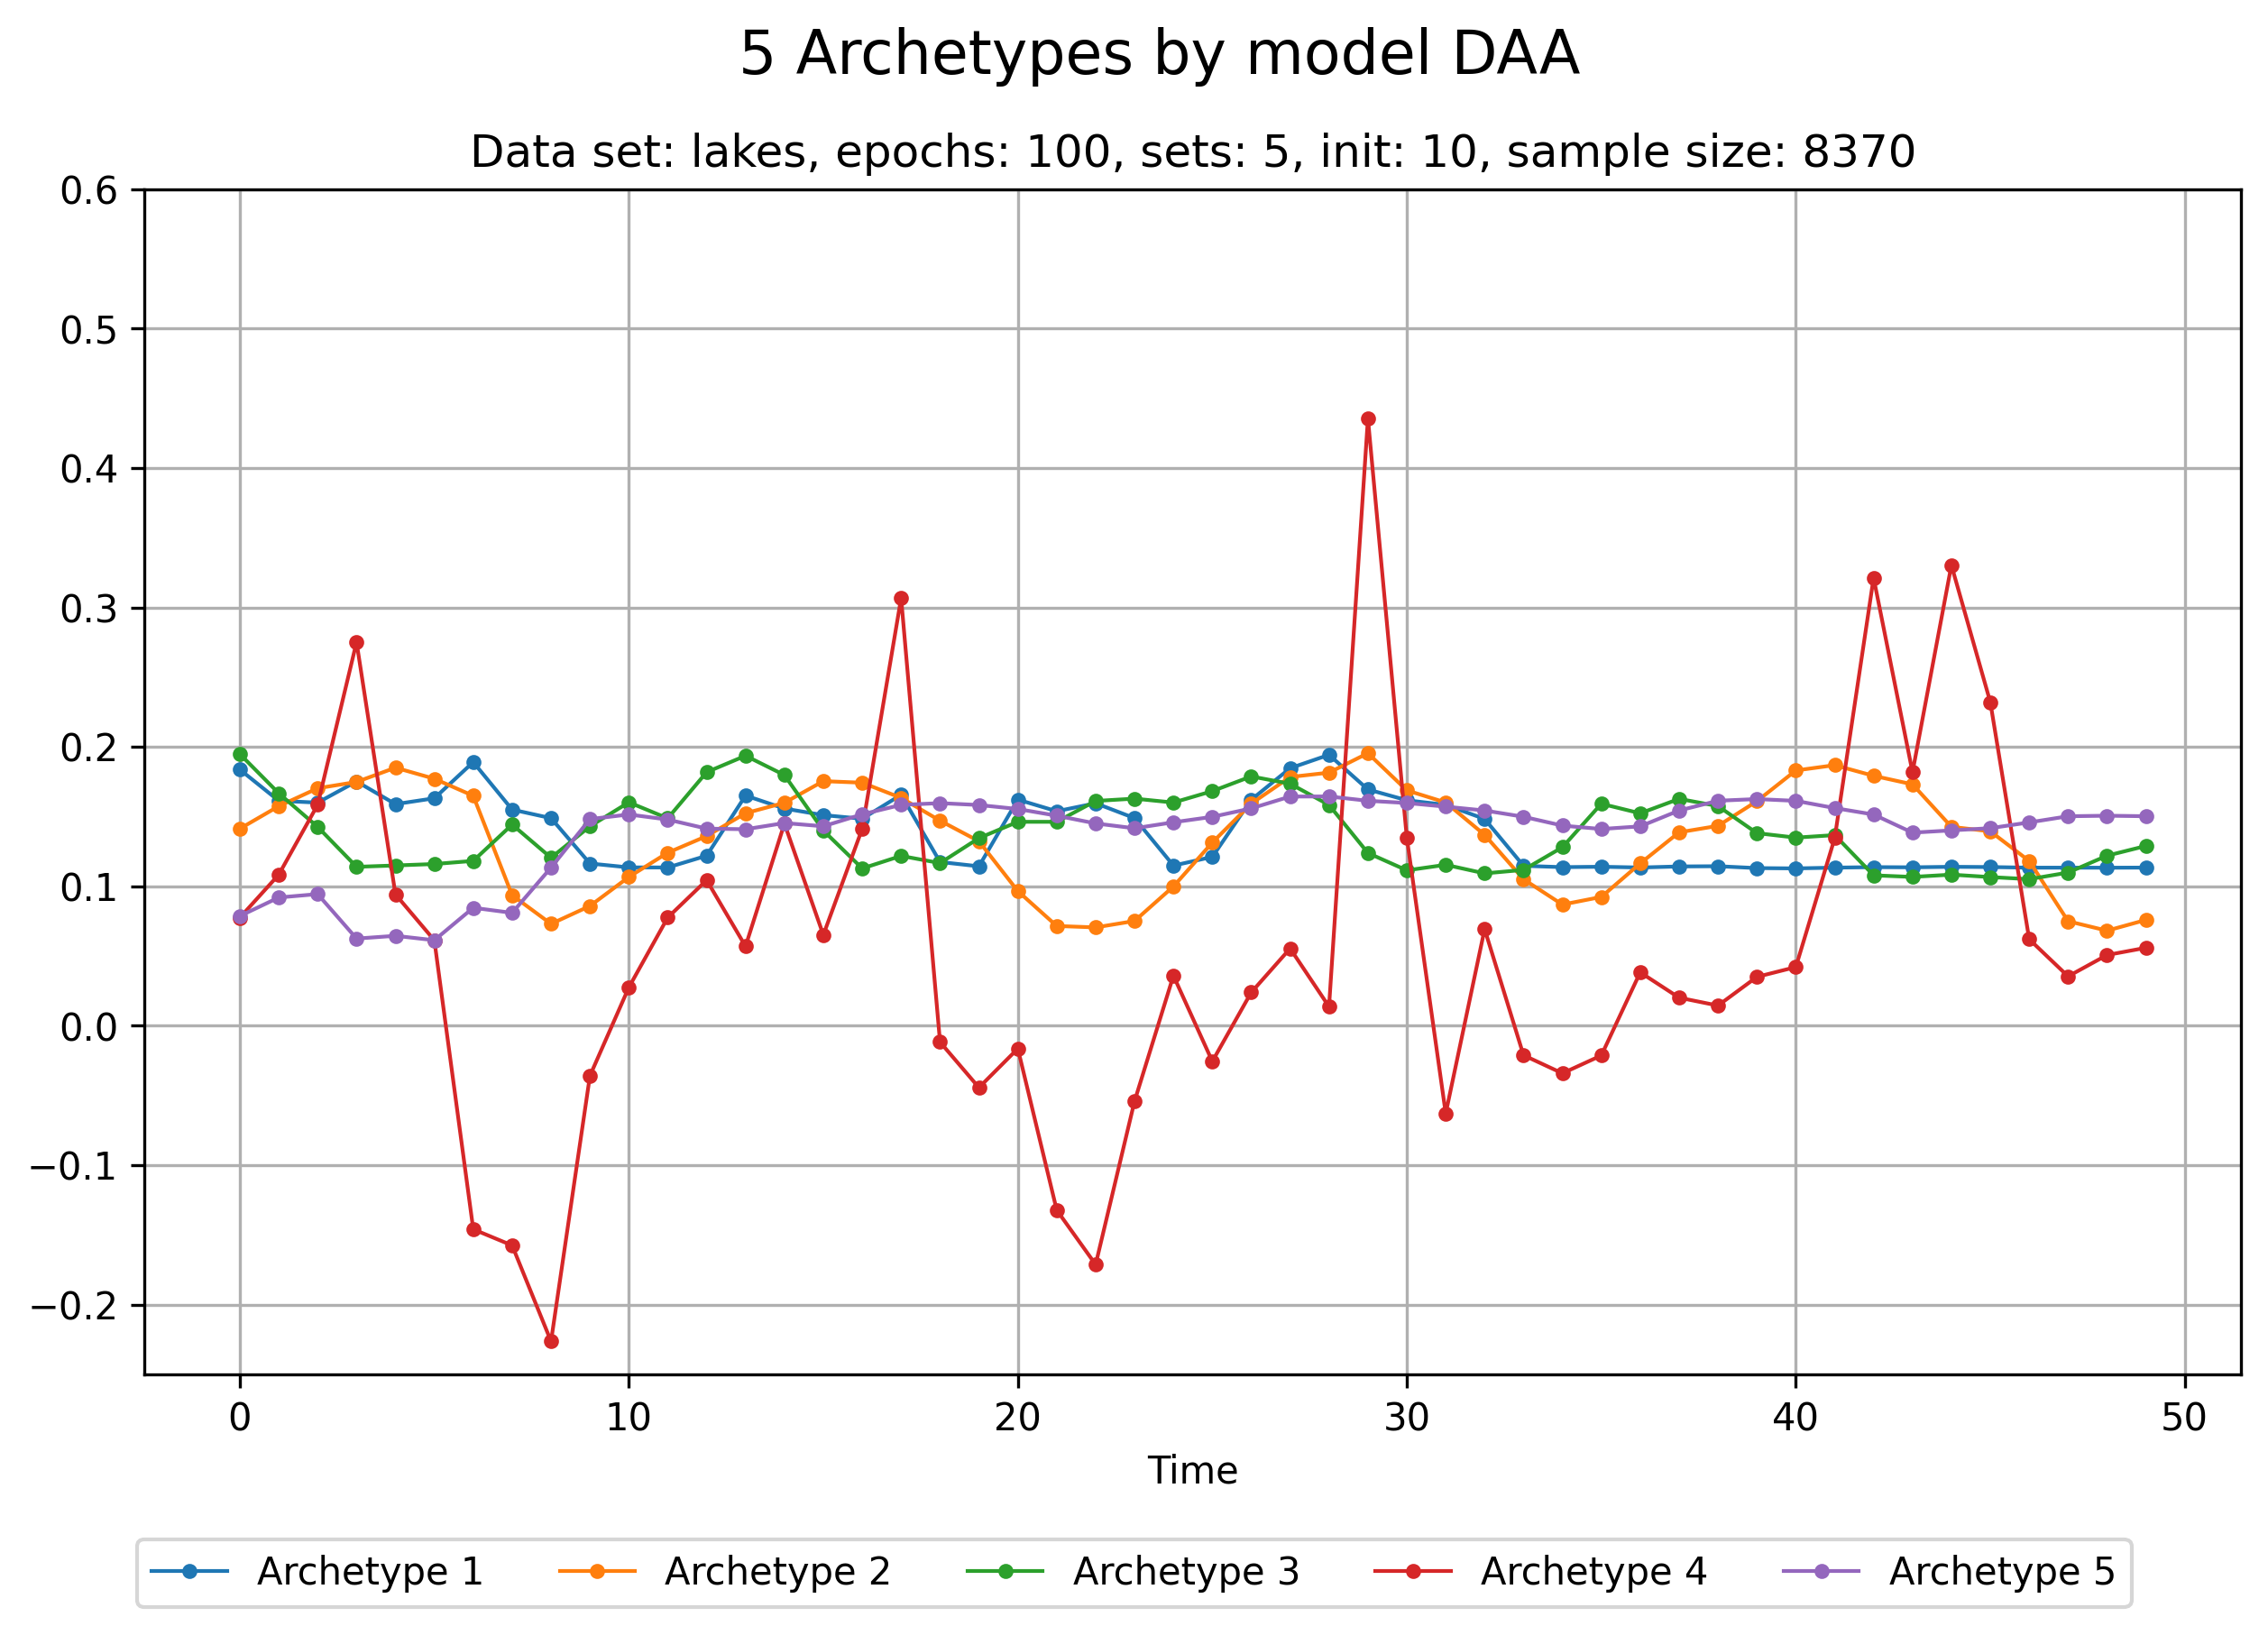 5 Archetypes by model DAA
Data set: lakes, epochs: 100, sets: 5, init: 10, sample size: 8370
0.6
0.5
0.4
0.3
0.2
0.1
0.0
−0.1
−0.2
0 10 20 30 40 50
Time
Archetype 1 Archetype 2 Archetype 3 Archetype 4 Archetype 5